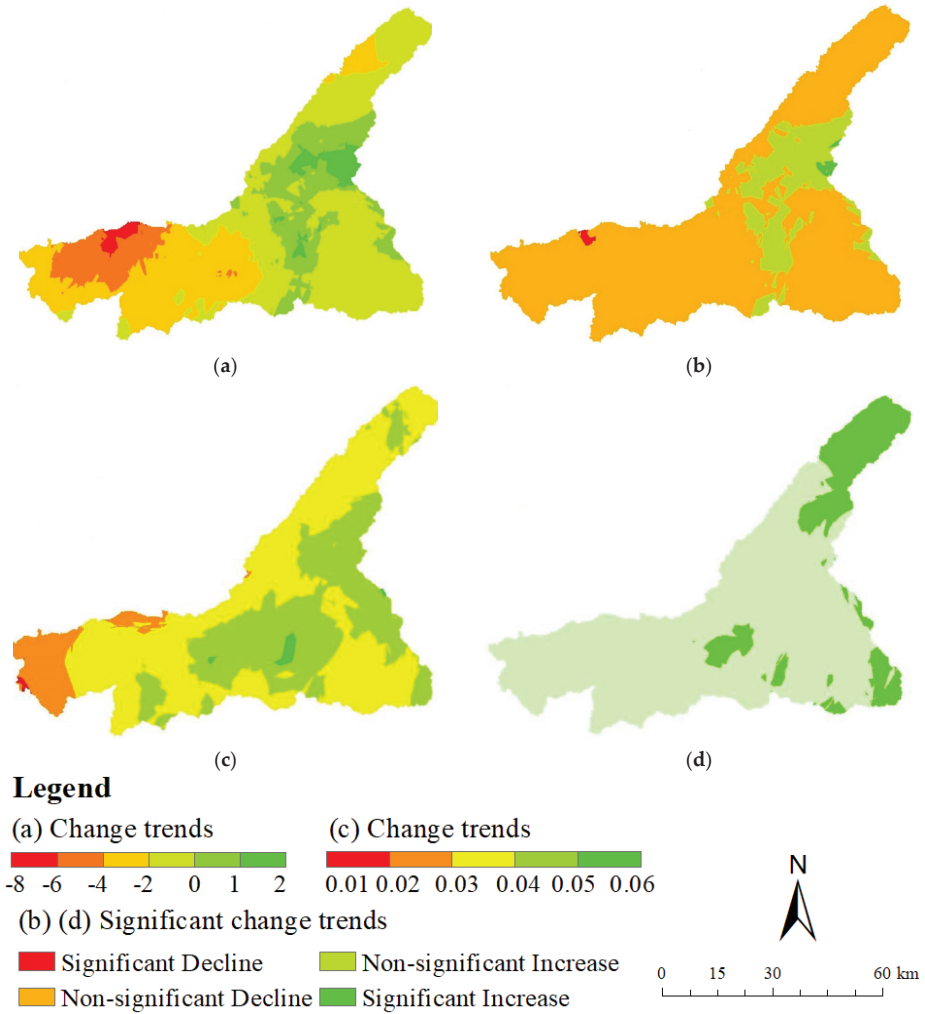 (a)
(b)
(c)
(d)
Legend
(a) Change trends
-8 -6 -4 -2 0 1 2
(c) Change trends
0.01 0.02 0.03 0.04 0.05 0.06
(b) (d) Significant change trends
Significant Decline
Non-significant Increase
Non-significant Decline
Significant Increase
N
0 15 30 60 km